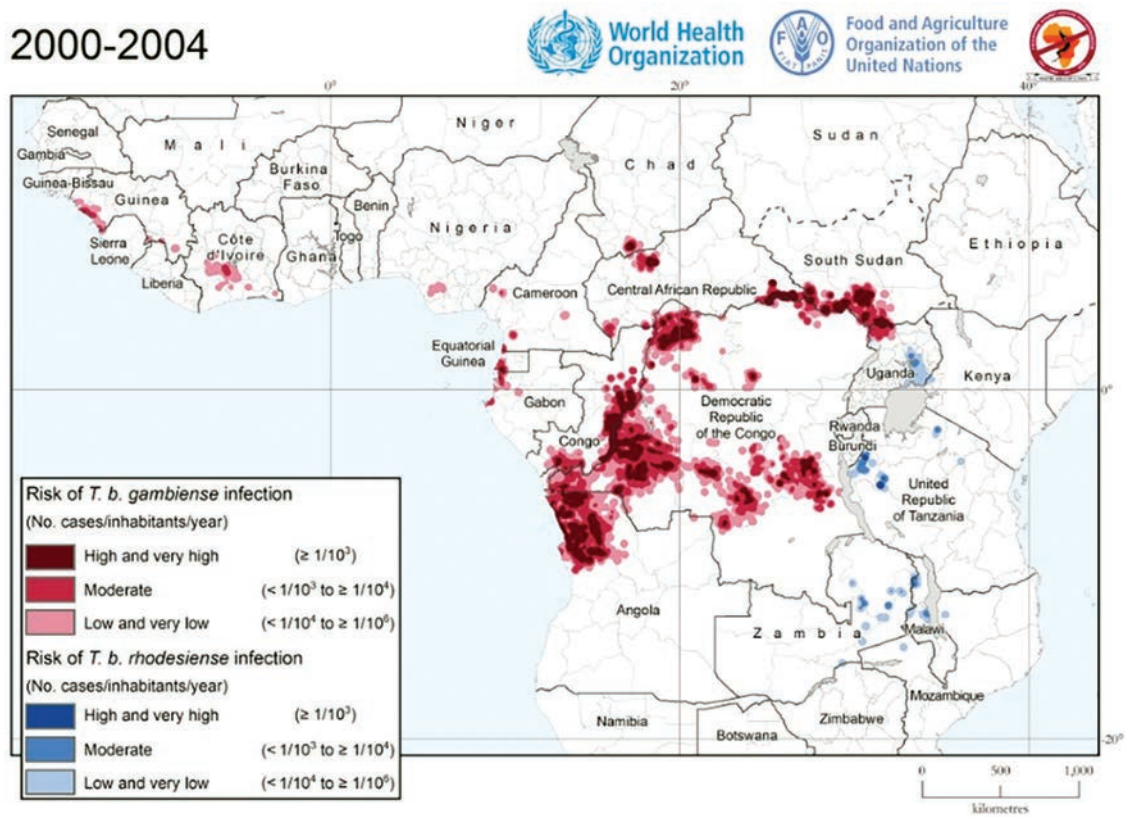 2000-2004
World Health
Organization
FAO
FIAT PANIS
Food and Agriculture
Organization of the
United Nations
0°
20°
40°
Senegal
Gambia
Guinea-Bissau
Guinea
Sierra
Leone
Liberia
Mali
Burkina
Faso
Côte
d'Ivoire
Ghana
Togo
Benin
Niger
Nigeria
Chad
Sudan
Ethiopia
South Sudan
Central African Republic
Cameroon
Equatorial
Guinea
Gabon
Congo
Democratic
Republic
of the Congo
Uganda
Kenya
Rwanda
Burundi
United
Republic
of Tanzania
Angola
Zambia
Malawi
Mozambique
Zimbabwe
Namibia
Botswana
0°
-20°
Risk of T. b. gambiense infection
(No. cases/inhabitants/year)
High and very high (≥ 1/10³)
Moderate (< 1/10³ to ≥ 1/10⁴)
Low and very low (< 1/10⁴ to ≥ 1/10⁶)
Risk of T. b. rhodesiense infection
(No. cases/inhabitants/year)
High and very high (≥ 1/10³)
Moderate (< 1/10³ to ≥ 1/10⁴)
Low and very low (< 1/10⁴ to ≥ 1/10⁶)
0 500 1,000
kilometres